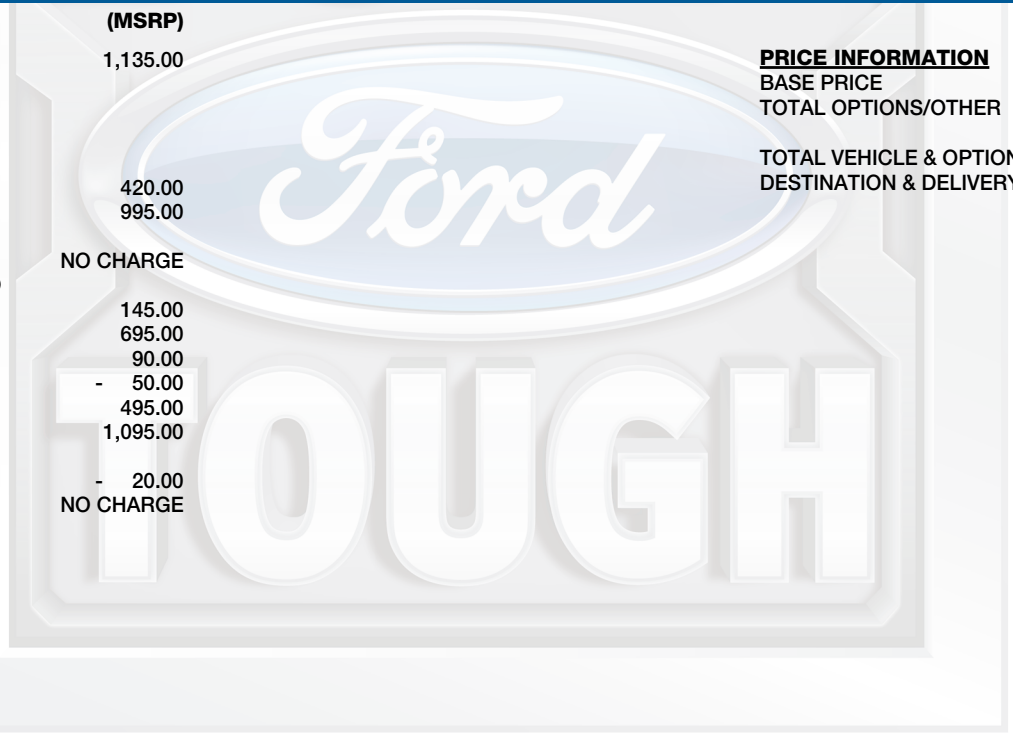 (MSRP)
1,135.00
420.00
995.00
NO CHARGE
145.00
695.00
90.00
- 50.00
495.00
1,095.00
- 20.00
NO CHARGE
PRICE INFORMATION
BASE PRICE
TOTAL OPTIONS/OTHER
TOTAL VEHICLE & OPTION
DESTINATION & DELIVERY
Ford
TOUGH